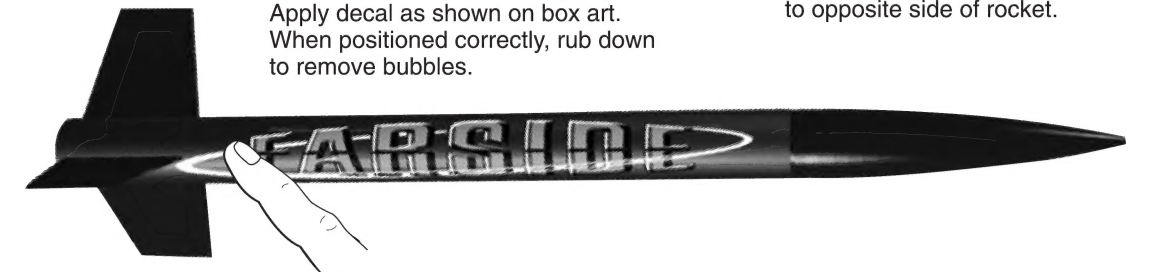 Apply decal as shown on box art.
When positioned correctly, rub down
to remove bubbles.
to opposite side of rocket.
FARSIDE